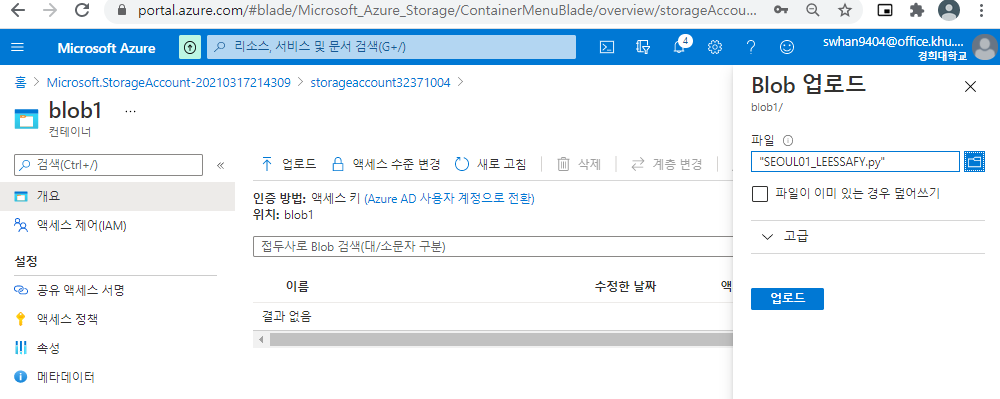 portal.azure.com/#blade/Microsoft_Azure_Storage/ContainerMenuBlade/overview/storageAccou...
Microsoft Azure
리소스, 서비스 및 문서 검색(G+/)
4
swhan9404@office.khu....
경희대학교
홈 > Microsoft.StorageAccount-20210317214309 > storageaccount32371004 >
blob1 ...
컨테이너
검색(Ctrl+/)
«
개요
액세스 제어(IAM)
설정
공유 액세스 서명
액세스 정책
속성
메타데이터
업로드
액세스 수준 변경
새로 고침
삭제
계층 변경
인증 방법: 액세스 키 (Azure AD 사용자 계정으로 전환)
위치: blob1
접두사로 Blob 검색(대/소문자 구분)
이름
수정한 날짜
액
결과 없음
Blob 업로드
blob1/
파일
"SEOUL01_LEESSAFY.py"
파일이 이미 있는 경우 덮어쓰기
고급
업로드